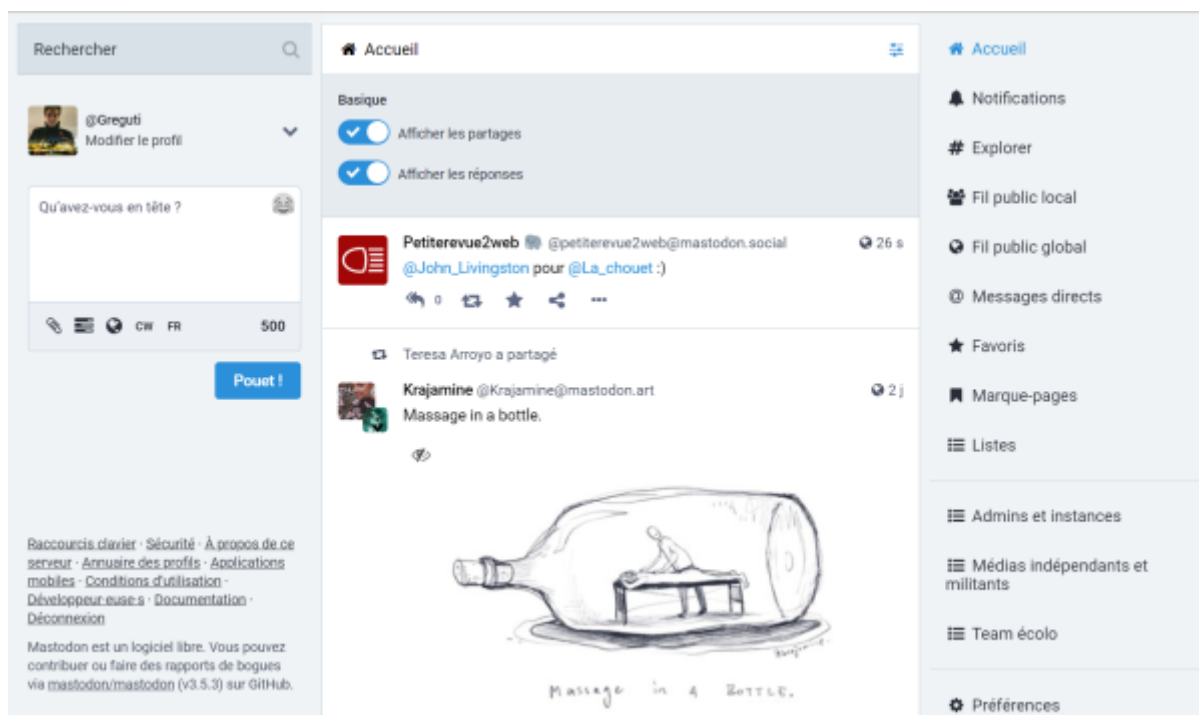 Rechercher
@Greguti
Modifier le profil
Qu'avez-vous en tête ?
CW FR 500
Pouet !
Raccourcis clavier · Sécurité · À propos de ce
serveur · Annuaire des profils · Applications
mobiles · Conditions d'utilisation ·
Développeur·euse·s · Documentation ·
Déconnexion
Mastodon est un logiciel libre. Vous pouvez
contribuer ou faire des rapports de bogues
via mastodon/mastodon (v3.5.3) sur GitHub.
Accueil
Basique
Afficher les partages
Afficher les réponses
Petiterevue2web @petiterevue2web@mastodon.social 26 s
@John_Livingston pour @La_chouet :)
0
Teresa Arroyo a partagé
Krajamine @Krajamine@mastodon.art 2 j
Massage in a bottle.
Massage in a BOTTLE.
Accueil
Notifications
# Explorer
Fil public local
Fil public global
@ Messages directs
Favoris
Marque-pages
Listes
Admins et instances
Médias indépendants et
militants
Team écolo
Préférences